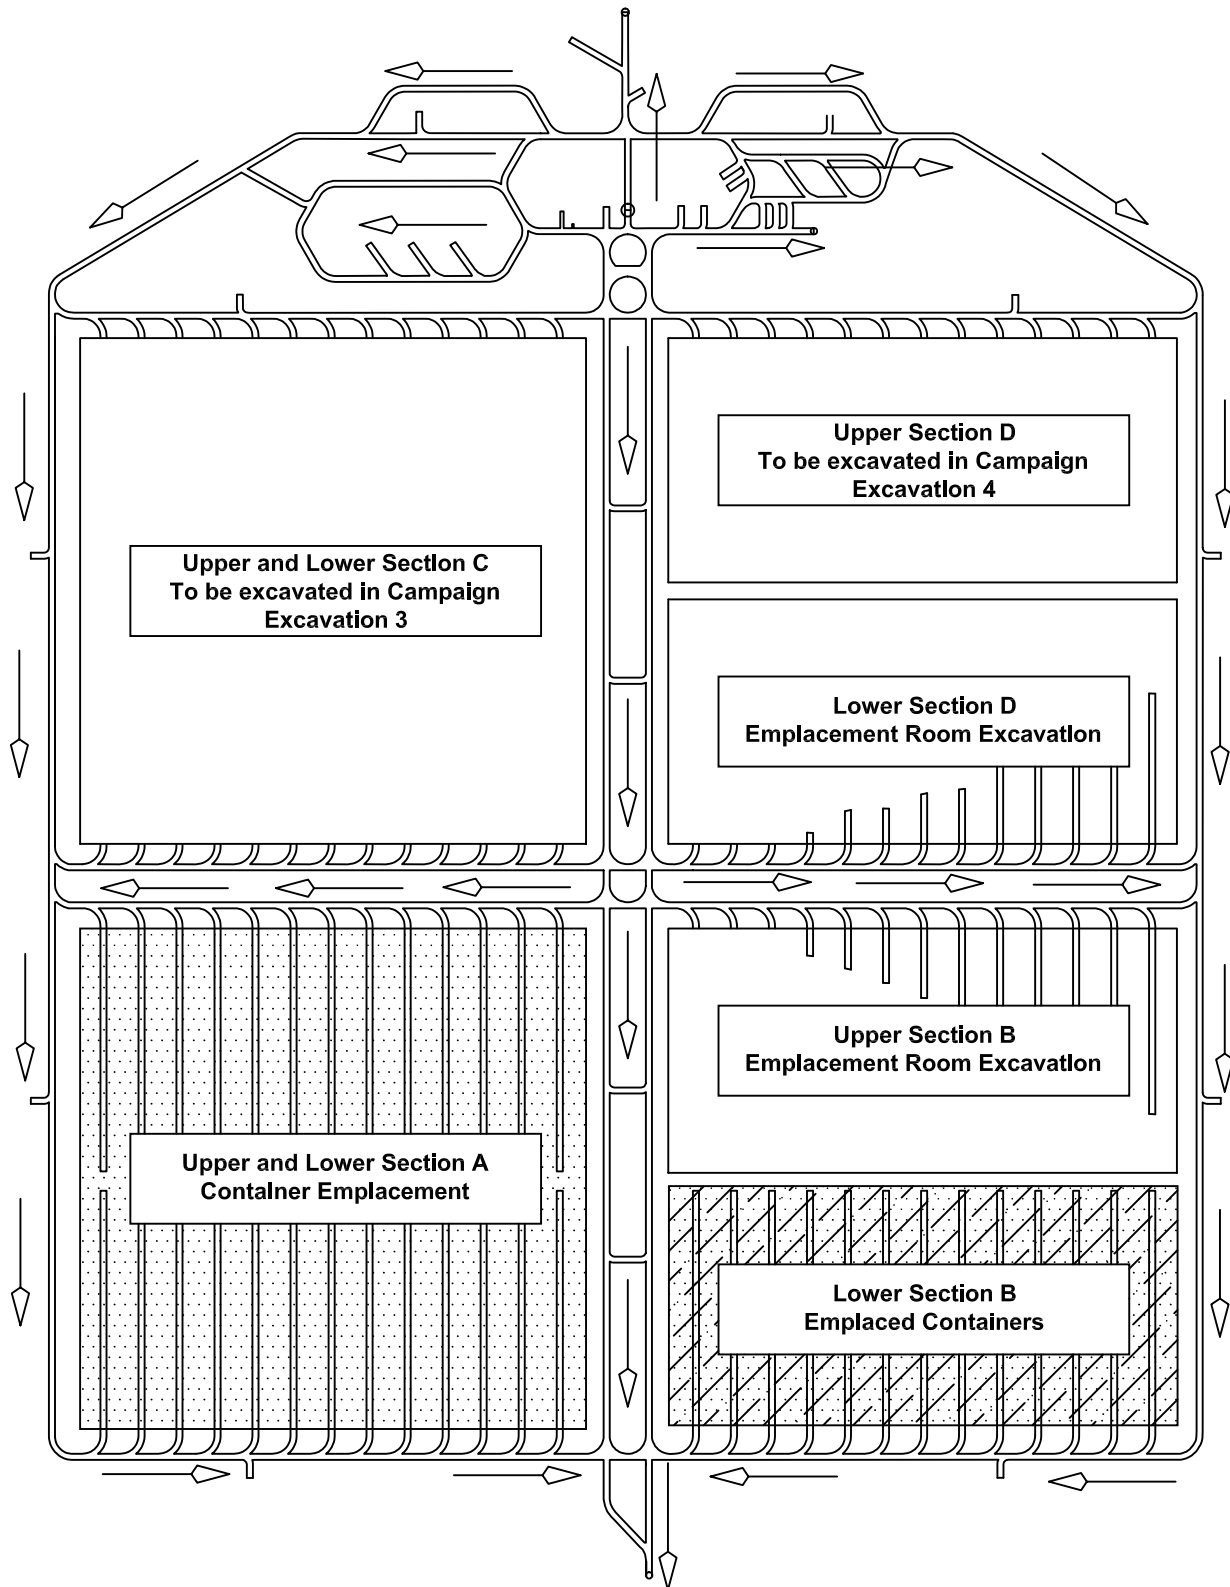 Upper Section D
To be excavated in Campaign
Excavation 4
Upper and Lower Section C
To be excavated in Campaign
Excavation 3
Lower Section D
Emplacement Room Excavation
Upper Section B
Emplacement Room Excavation
Upper and Lower Section A
Container Emplacement
Lower Section B
Emplaced Containers